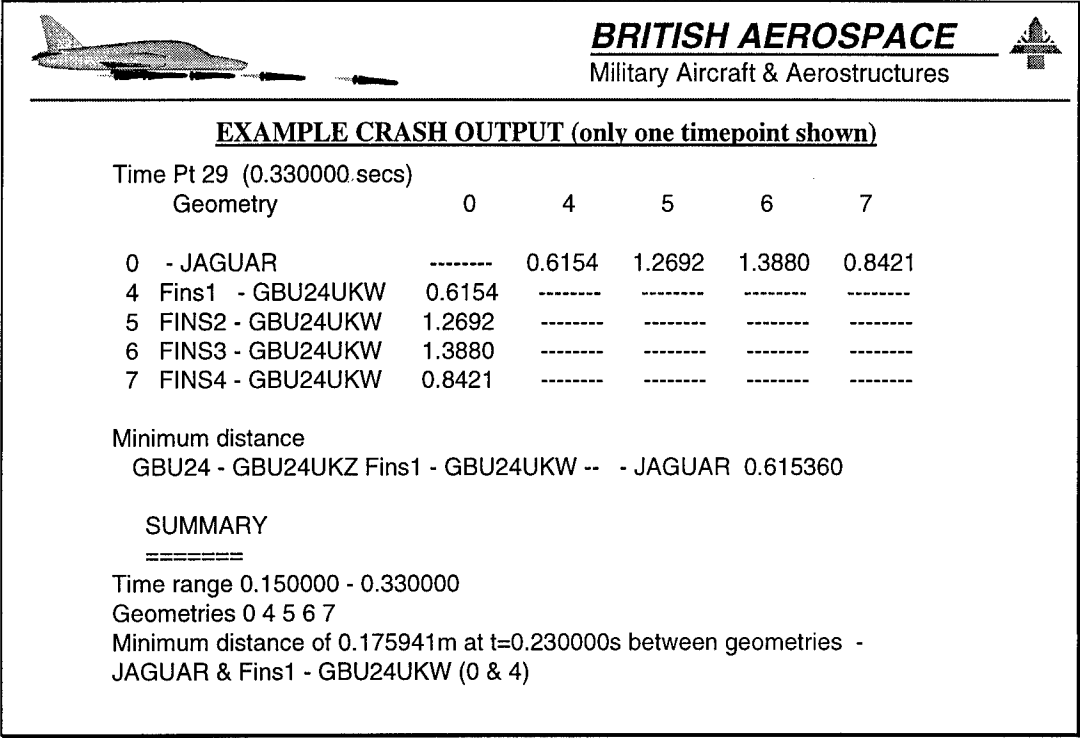 BRITISH AEROSPACE
Military Aircraft & Aerostructures
EXAMPLE CRASH OUTPUT (only one timepoint shown)
Time Pt 29 (0.330000 secs)
Geometry 0 4 5 6 7
0 - JAGUAR -------- 0.6154 1.2692 1.3880 0.8421
4 Fins1 - GBU24UKW 0.6154 -------- -------- -------- --------
5 FINS2 - GBU24UKW 1.2692 -------- -------- -------- --------
6 FINS3 - GBU24UKW 1.3880 -------- -------- -------- --------
7 FINS4 - GBU24UKW 0.8421 -------- -------- -------- --------
Minimum distance
GBU24 - GBU24UKZ Fins1 - GBU24UKW -- - JAGUAR 0.615360
SUMMARY
=======
Time range 0.150000 - 0.330000
Geometries 0 4 5 6 7
Minimum distance of 0.175941m at t=0.230000s between geometries -
JAGUAR & Fins1 - GBU24UKW (0 & 4)